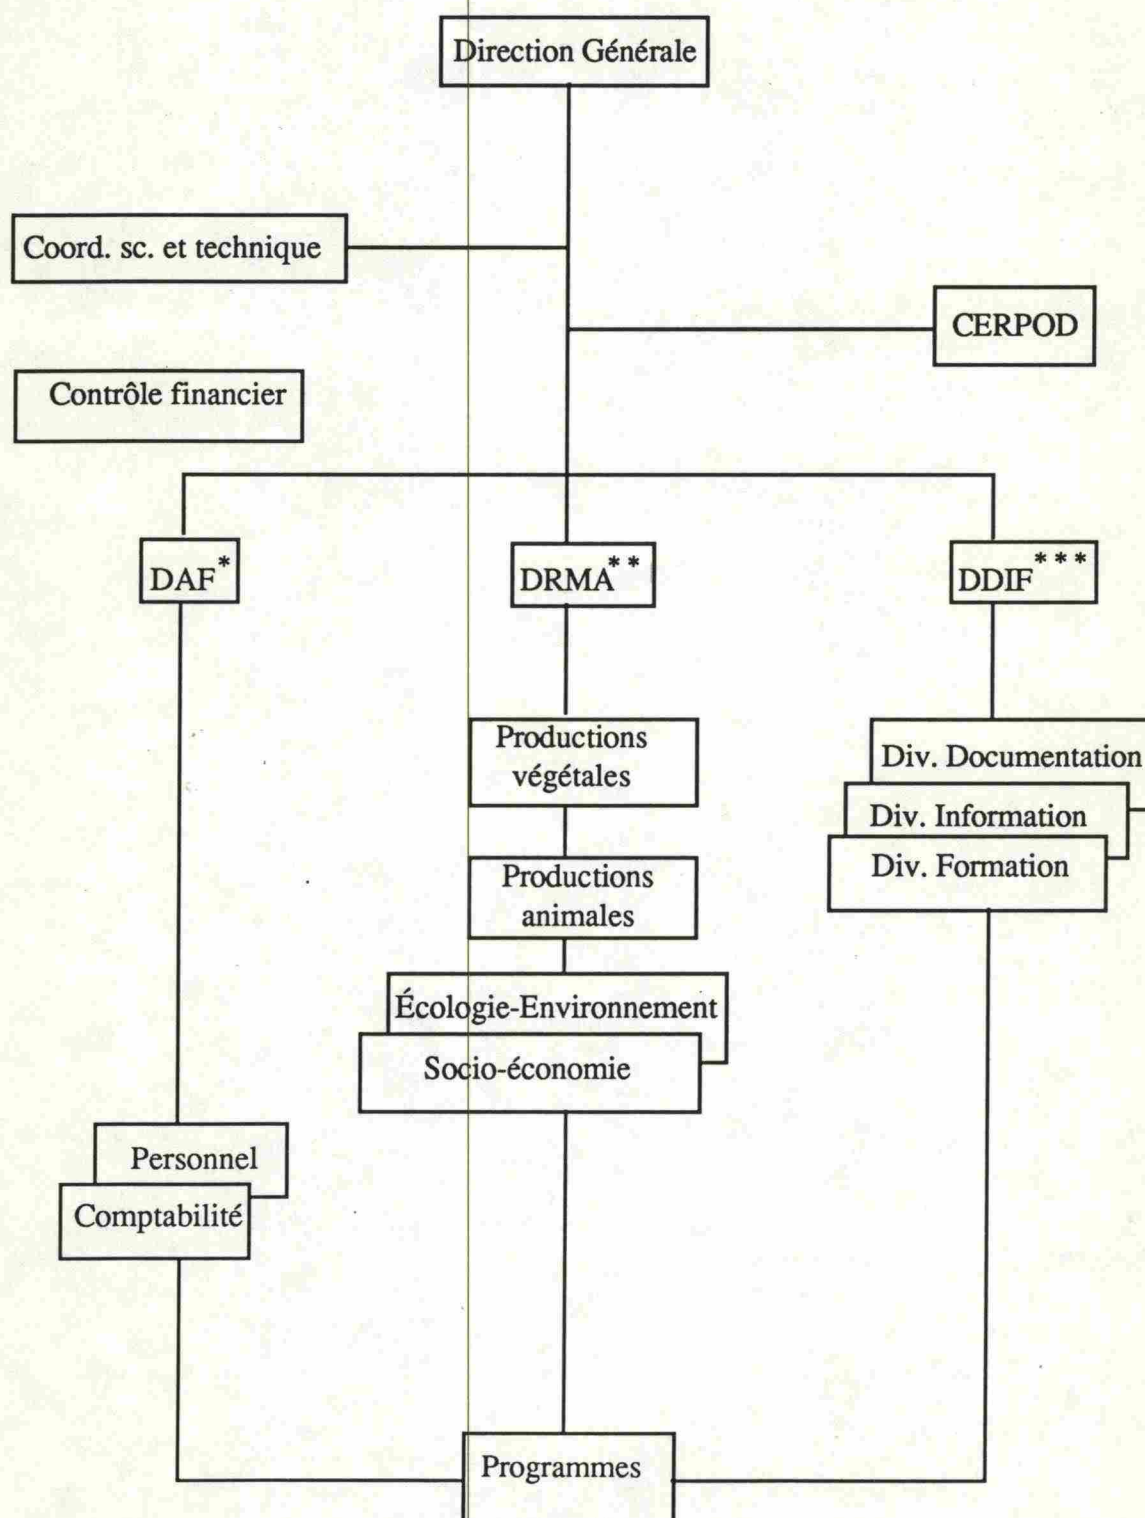 Direction Générale
Coord. sc. et technique
CERPOD
Contrôle financier
DAF*
DRMA**
DDIF***
Productions
végétales
Div. Documentation
Div. Information
Div. Formation
Productions
animales
Écologie-Environnement
Socio-économie
Personnel
Comptabilité
Programmes